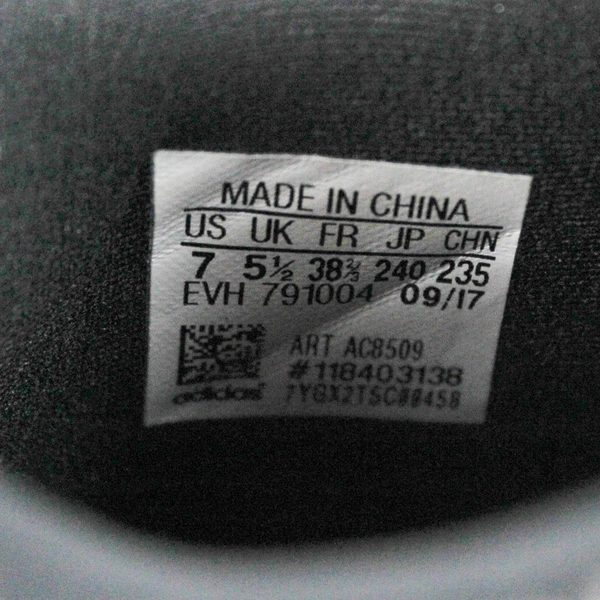 MADE IN CHINA
US UK FR JP CHN
7 5½ 38⅔ 240 235
EVH 791004 09/17
ART AC8509
#118403138
adidas